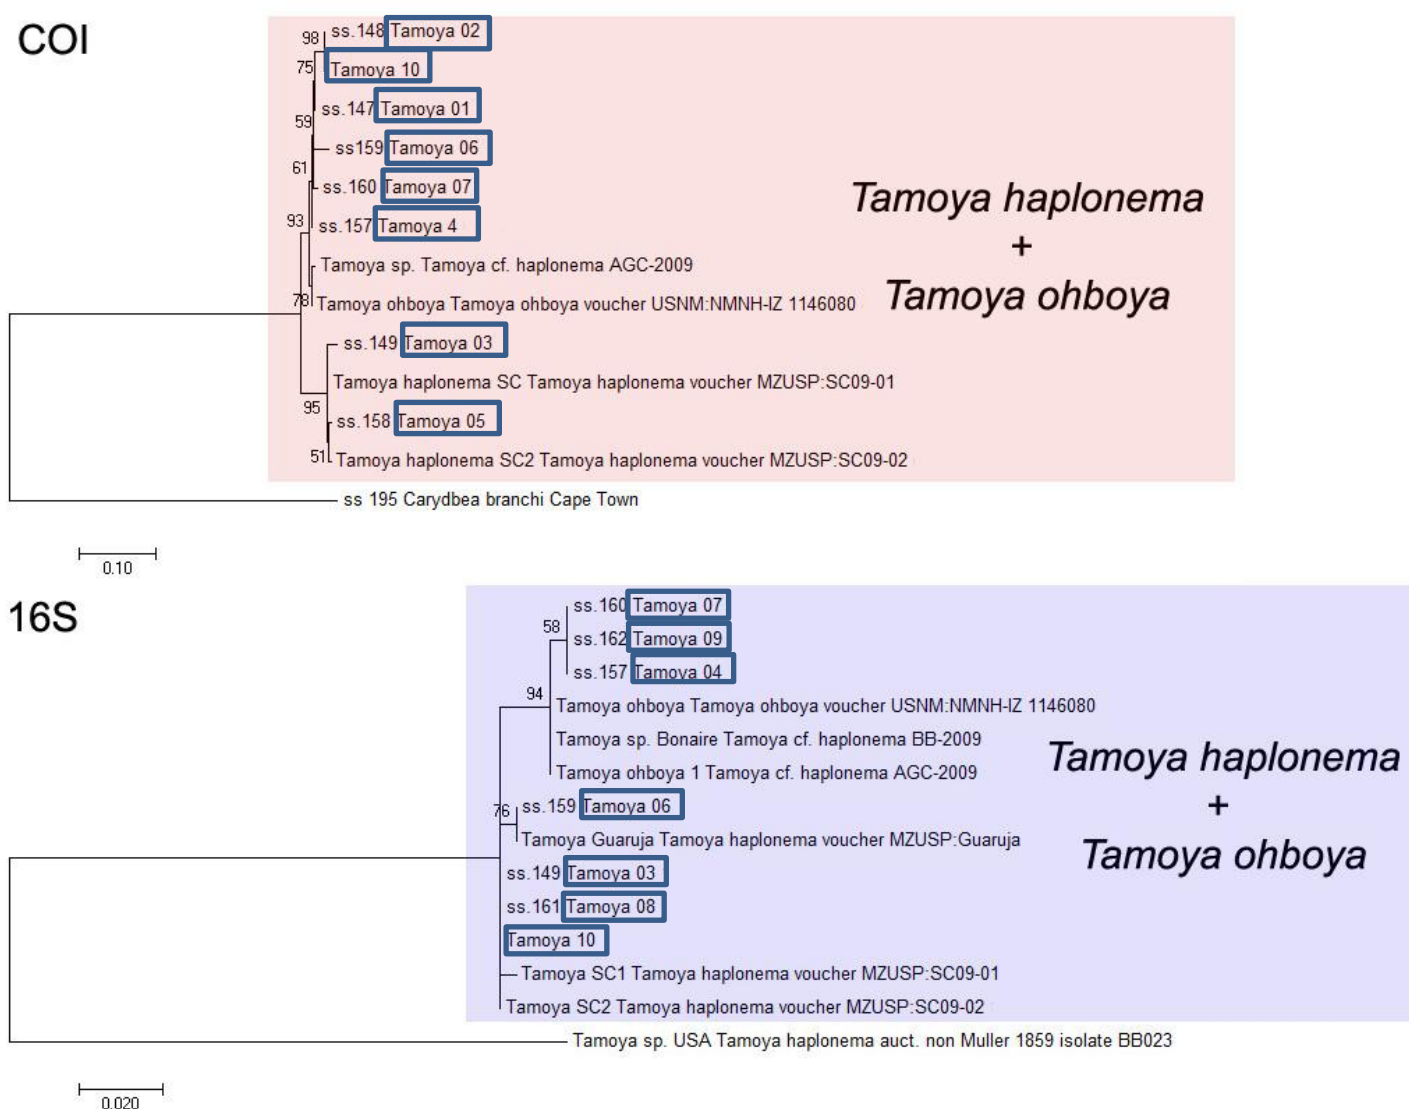 COI
98
ss.148 Tamoya 02
75
Tamoya 10
ss.147 Tamoya 01
59
ss159 Tamoya 06
61
ss.160 Tamoya 07
93
ss.157 Tamoya 4
Tamoya sp. Tamoya cf. haplonema AGC-2009
78
Tamoya ohboya Tamoya ohboya voucher USNM:NMNH-IZ 1146080
ss.149 Tamoya 03
Tamoya haplonema SC Tamoya haplonema voucher MZUSP:SC09-01
95
ss.158 Tamoya 05
51
Tamoya haplonema SC2 Tamoya haplonema voucher MZUSP:SC09-02
Tamoya haplonema
+
Tamoya ohboya
ss 195 Carydbea branchi Cape Town
0.10
16S
ss.160 Tamoya 07
58
ss.162 Tamoya 09
ss.157 Tamoya 04
94
Tamoya ohboya Tamoya ohboya voucher USNM:NMNH-IZ 1146080
Tamoya sp. Bonaire Tamoya cf. haplonema BB-2009
Tamoya ohboya 1 Tamoya cf. haplonema AGC-2009
76
ss.159 Tamoya 06
Tamoya Guaruja Tamoya haplonema voucher MZUSP:Guaruja
ss.149 Tamoya 03
ss.161 Tamoya 08
Tamoya 10
Tamoya SC1 Tamoya haplonema voucher MZUSP:SC09-01
Tamoya SC2 Tamoya haplonema voucher MZUSP:SC09-02
Tamoya haplonema
+
Tamoya ohboya
Tamoya sp. USA Tamoya haplonema auct. non Muller 1859 isolate BB023
0.020